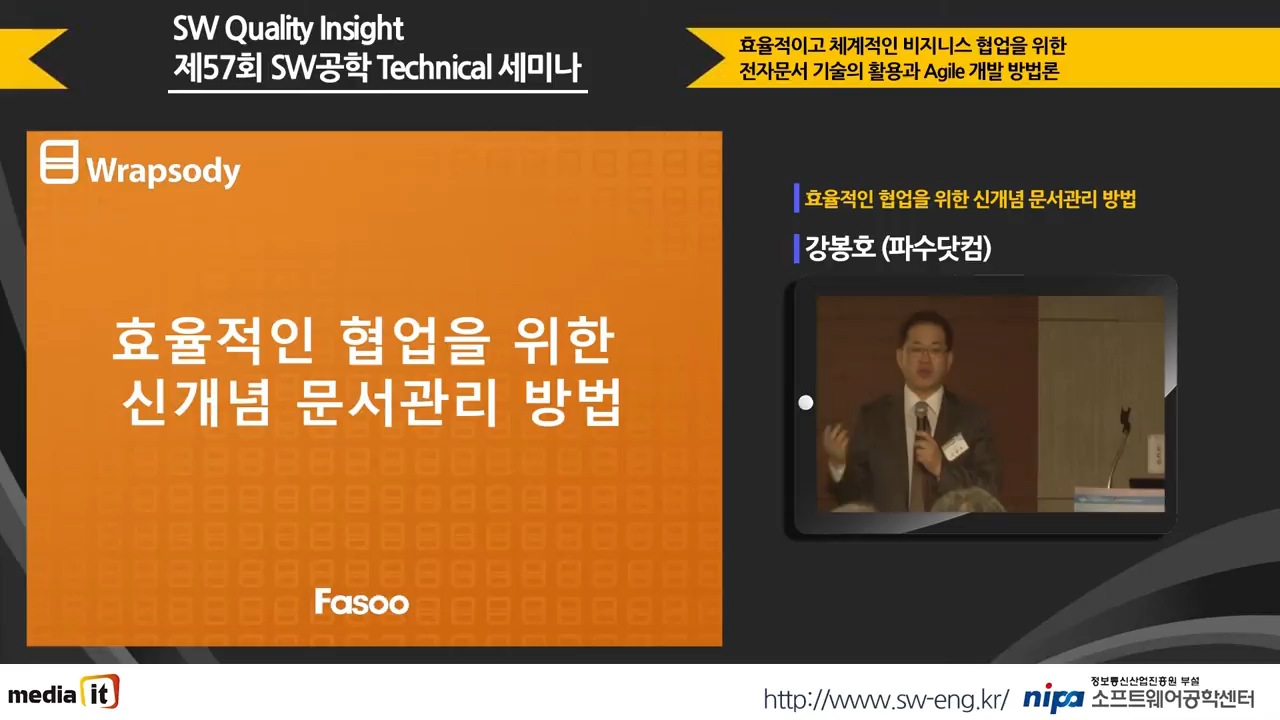 SW Quality Insight
제57회 SW공학 Technical 세미나
효율적이고 체계적인 비지니스 협업을 위한
전자문서 기술의 활용과 Agile 개발 방법론
Wrapsody
효율적인 협업을 위한
신개념 문서관리 방법
Fasoo
효율적인 협업을 위한 신개념 문서관리 방법
강봉호 (파수닷컴)
media it
http://www.sw-eng.kr/
nipa
정보통신산업진흥원 부설
소프트웨어공학센터